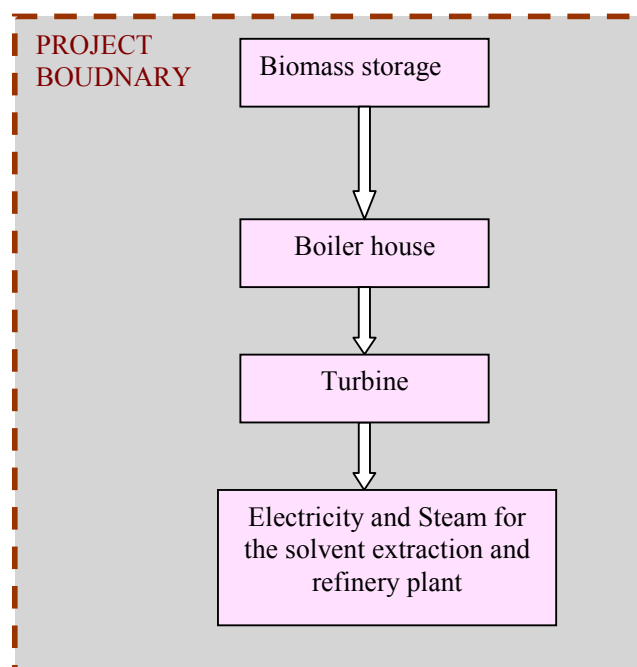 PROJECT
BOUDNARY
Biomass storage
Boiler house
Turbine
Electricity and Steam for
the solvent extraction and
refinery plant